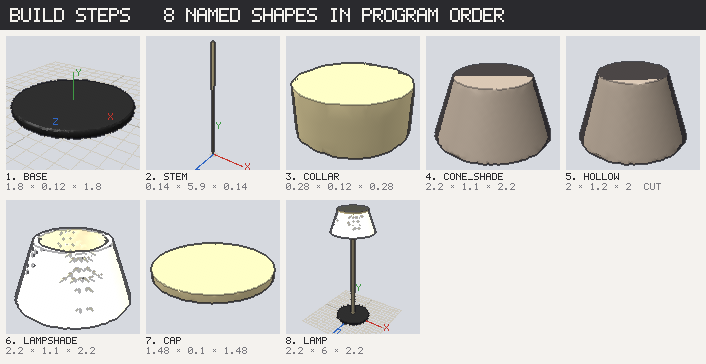 BUILD STEPS 8 NAMED SHAPES IN PROGRAM ORDER
Y
Z
X
1. BASE
1.8 × 0.12 × 1.8
Y
X
Z
2. STEM
0.14 × 5.9 × 0.14
3. COLLAR
0.28 × 0.12 × 0.28
4. CONE_SHADE
2.2 × 1.1 × 2.2
5. HOLLOW
2 × 1.2 × 2 CUT
6. LAMPSHADE
2.2 × 1.1 × 2.2
7. CAP
1.48 × 0.1 × 1.48
Y
X
8. LAMP
2.2 × 6 × 2.2